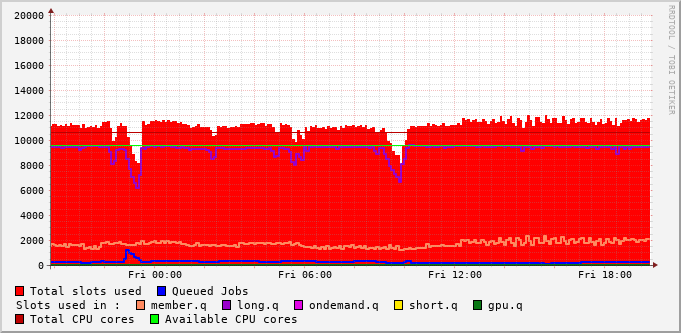 RRDTOOL / TOBI OETIKER
20000
18000
16000
14000
12000
10000
8000
6000
4000
2000
0
Fri 00:00 Fri 06:00 Fri 12:00 Fri 18:00
Total slots used Queued Jobs
Slots used in : member.q long.q ondemand.q short.q gpu.q
Total CPU cores Available CPU cores